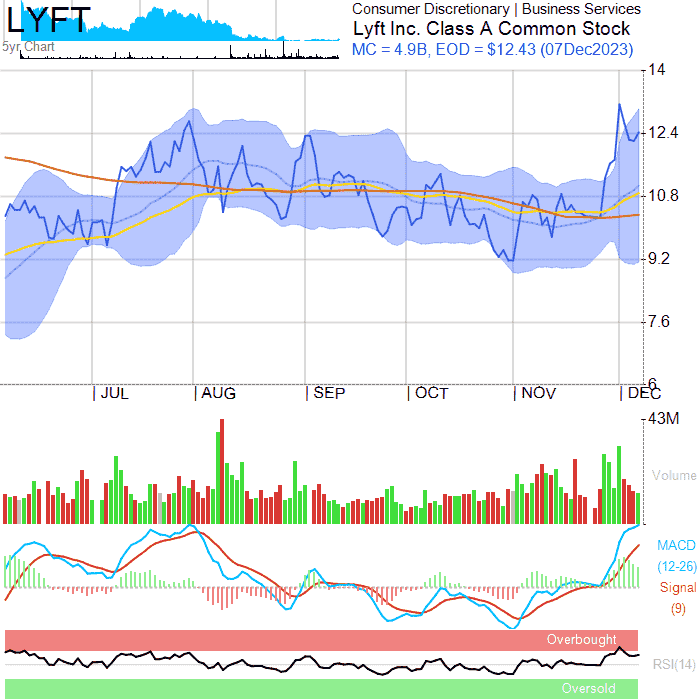 LYFT
5yr Chart
Consumer Discretionary | Business Services
Lyft Inc. Class A Common Stock
MC = 4.9B, EOD = $12.43 (07Dec2023)
14
12.4
10.8
9.2
7.6
6
JUL AUG SEP OCT NOV DEC
43M
Volume
MACD
(12-26)
Signal
(9)
Overbought
RSI(14)
Oversold